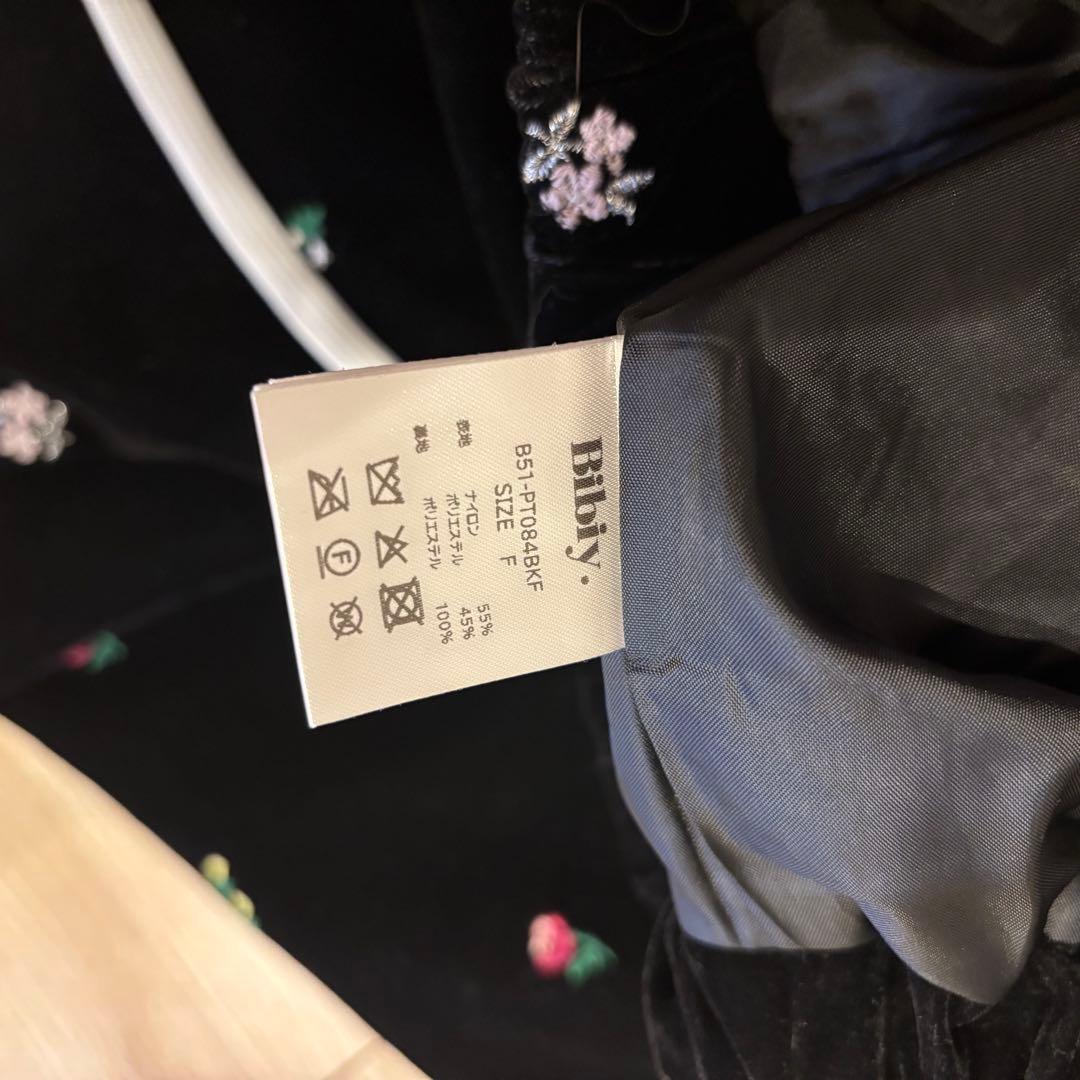 Bibiy.
B51-PT084BKF
SIZE F
表地 ナイロン 55%
ポリエステル 45%
裏地 ポリエステル 100%
F
W